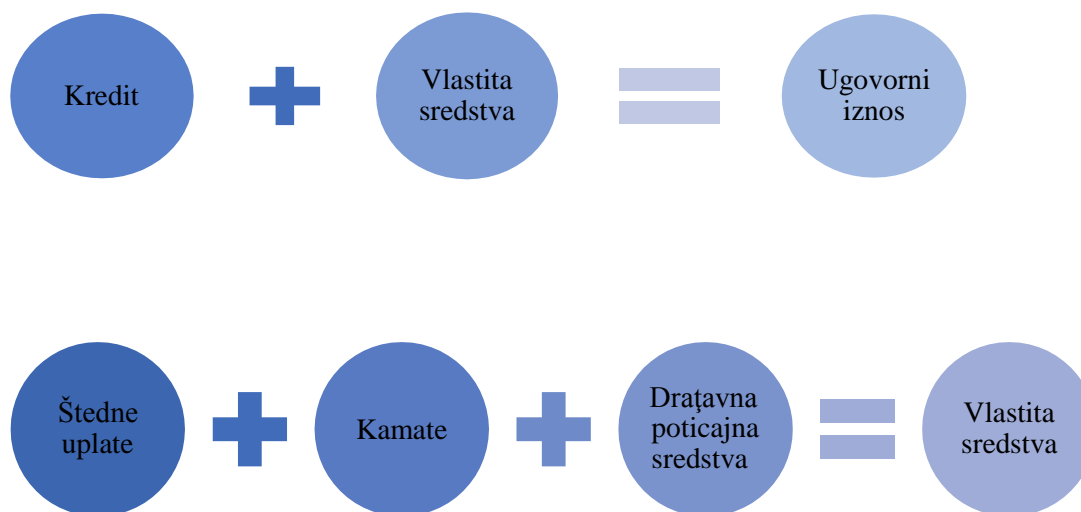 Kredit
Vlastita
sredstva
Ugovorni
iznos
Štedne
uplate
Kamate
Draţavna
poticajna
sredstva
Vlastita
sredstva